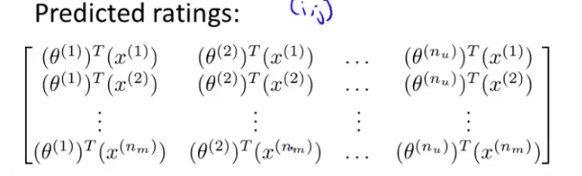 Predicted ratings: (i,j)
(θ⁽¹⁾)ᵀ(x⁽¹⁾) (θ⁽²⁾)ᵀ(x⁽¹⁾) … (θ⁽ⁿᵘ⁾)ᵀ(x⁽¹⁾)
(θ⁽¹⁾)ᵀ(x⁽²⁾) (θ⁽²⁾)ᵀ(x⁽²⁾) … (θ⁽ⁿᵘ⁾)ᵀ(x⁽²⁾)
⋮ ⋮ ⋮ ⋮
(θ⁽¹⁾)ᵀ(x⁽ⁿᵐ⁾) (θ⁽²⁾)ᵀ(x⁽ⁿᵐ⁾) … (θ⁽ⁿᵘ⁾)ᵀ(x⁽ⁿᵐ⁾)